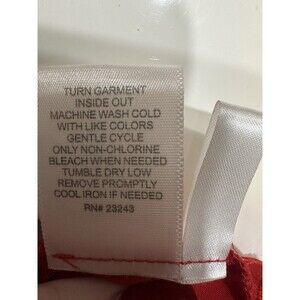 TURN GARMENT
INSIDE OUT
MACHINE WASH COLD
WITH LIKE COLORS
GENTLE CYCLE
ONLY NON-CHLORINE
BLEACH WHEN NEEDED
TUMBLE DRY LOW
REMOVE PROMPTLY
COOL IRON IF NEEDED
RN# 23243